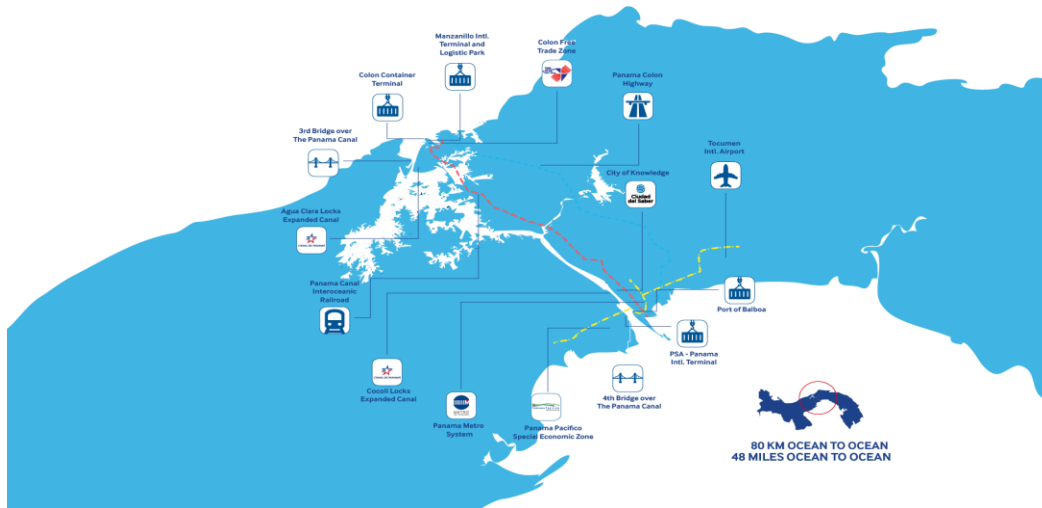 Manzanillo Intl.
Terminal and
Logistic Park
Colon Free
Trade Zone
Colon Container
Terminal
Panama Colon
Highway
3rd Bridge over
The Panama Canal
Tocumen
Intl. Airport
City of Knowledge
Ciudad
del Saber
Agua Clara Locks
Expanded Canal
Panama Canal
Interoceanic
Railroad
Port of Balboa
PSA - Panama
Intl. Terminal
Cocoli Locks
Expanded Canal
4th Bridge over
The Panama Canal
METRO
Panama Metro
System
Panama Pacifico
Special Economic Zone
80 KM OCEAN TO OCEAN
48 MILES OCEAN TO OCEAN